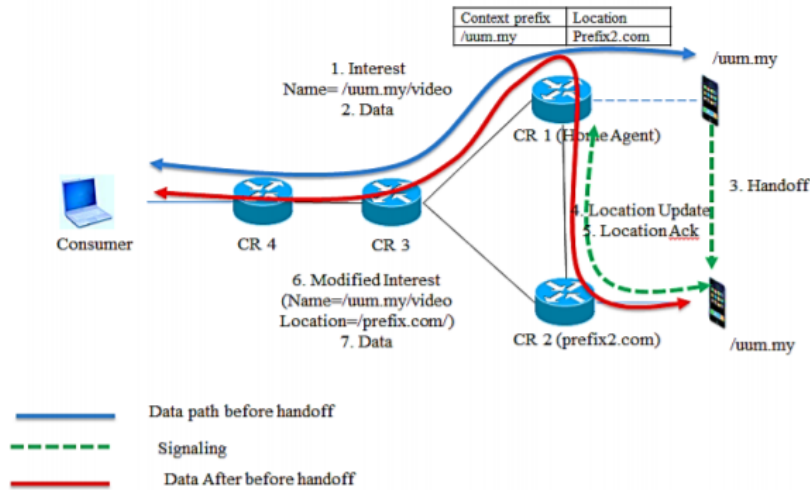 Context prefix Location
/uum.my Prefix2.com
/uum.my
1. Interest
Name= /uum.my/video
2. Data
CR 1 (Home Agent)
3. Handoff
4. Location Update
5. Location Ack
Consumer
CR 4
CR 3
6. Modified Interest
(Name=/uum.my/video
Location=/prefix.com/)
7. Data
CR 2 (prefix2.com)
/uum.my
Data path before handoff
Signaling
Data After before handoff